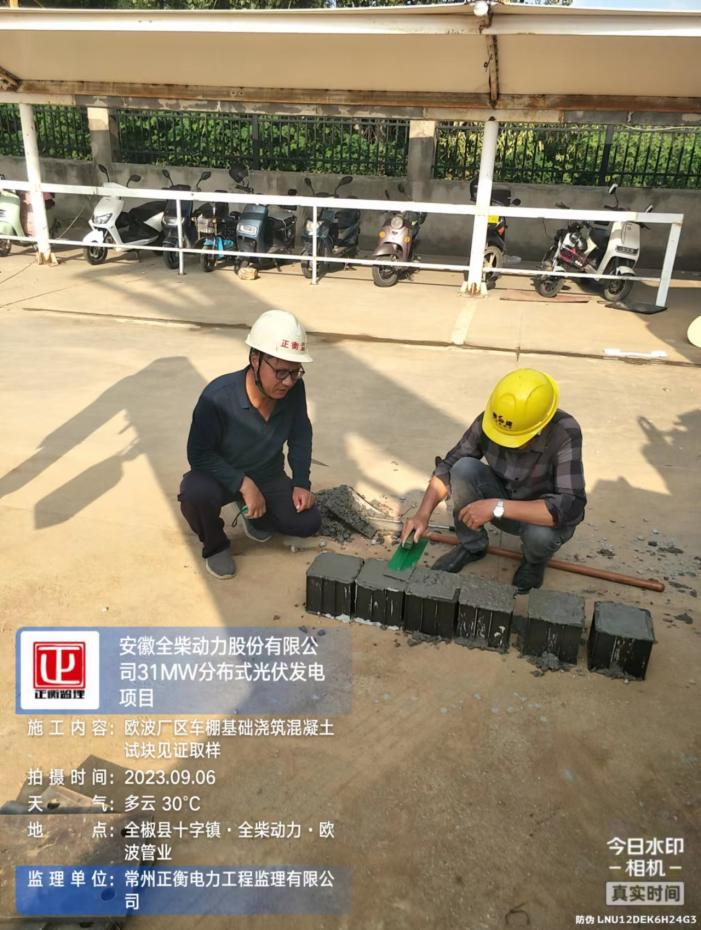 正衡监理
正衡监理
安徽全柴动力股份有限公
司31MW分布式光伏发电
项目
施工内容：欧波厂区车棚基础浇筑混凝土
试块见证取样
拍摄时间：2023.09.06
天气：多云 30℃
地点：全椒县十字镇·全柴动力·欧
波管业
监理单位：常州正衡电力工程监理有限公
司
今日水印
相机
真实时间
防伪 LNU12DEK6H24G3